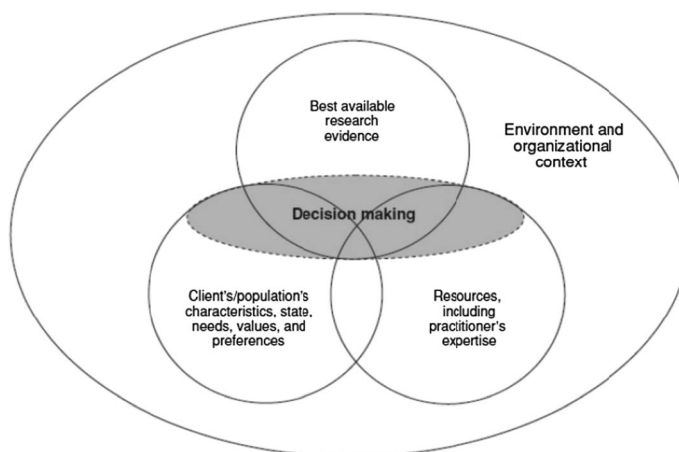 Best available
research
evidence
Environment and
organizational
context
Decision making
Client's/population's
characteristics, state,
needs, values, and
preferences
Resources,
including
practitioner's
expertise